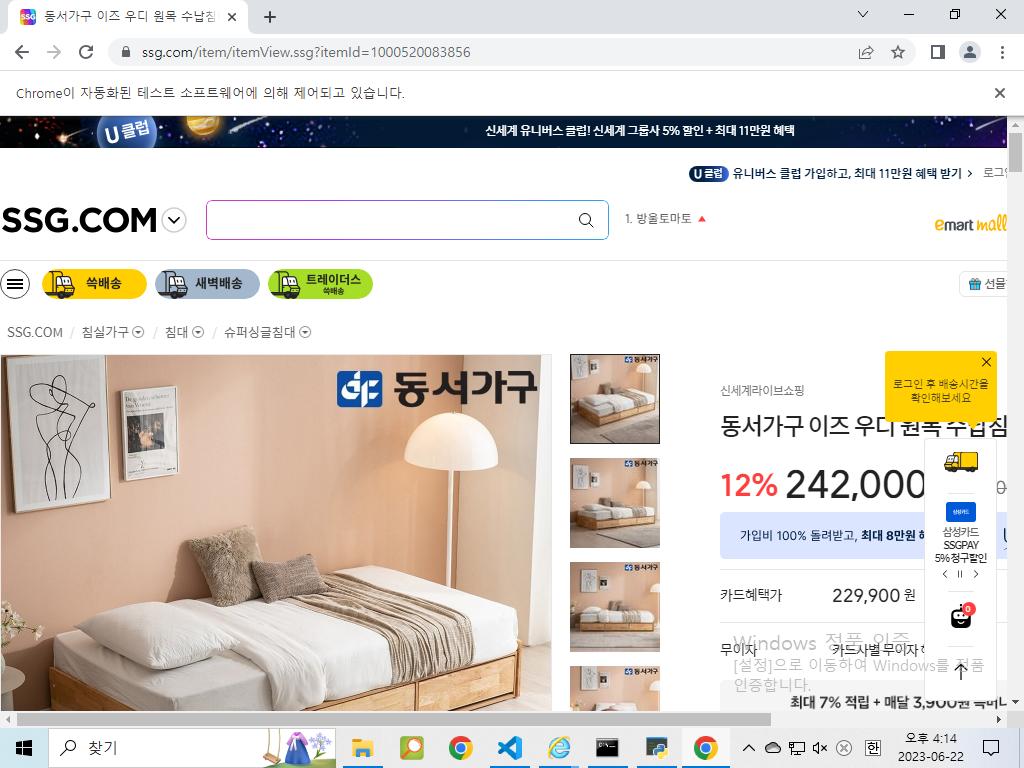 동서가구 이즈 우디 원목 수납침
ssg.com/item/itemView.ssg?itemId=1000520083856
Chrome이 자동화된 테스트 소프트웨어에 의해 제어되고 있습니다.
U 클럽
신세계 유니버스 클럽! 신세계 그룹사 5% 할인 + 최대 11만원 혜택
U 클럽 유니버스 클럽 가입하고, 최대 11만원 혜택 받기 > 로그인
SSG.COM
1. 방울토마토
emart mall
쓱배송
새벽배송
트레이더스
쓱배송
선물
SSG.COM / 침실가구 / 침대 / 슈퍼싱글침대
동서가구
로그인 후 배송시간을
확인해보세요
신세계라이브쇼핑
동서가구 이즈 우디 원목 수납침
12% 242,000
가입비 100% 돌려받고, 최대 8만원
삼성카드
삼성카드
SSGPAY
5% 청구할인
카드혜택가 229,900 원
0
무이자 카드사별 무이자
Windows 정품 인증
[설정]으로 이동하여 Windows를 정품
인증합니다.
최대 7% 적립 + 매달 3,900원
찾기
한
오후 4:14
2023-06-22